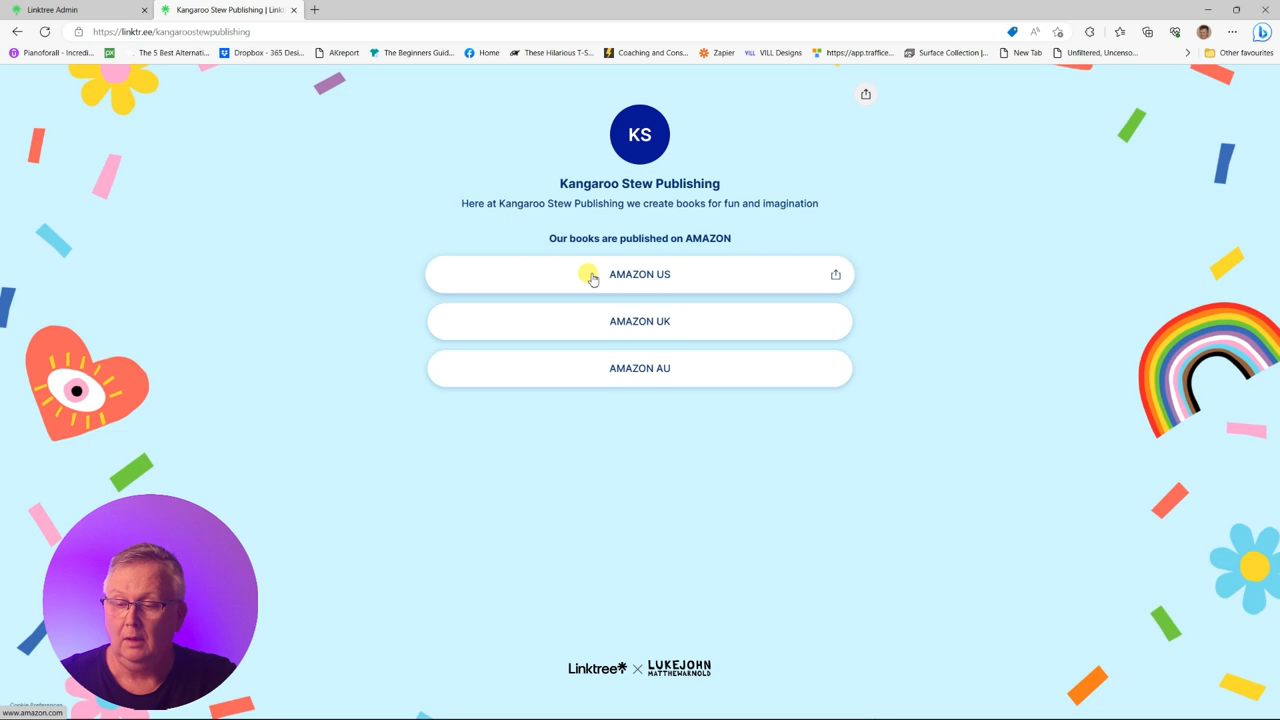 Linktree Admin
Kangaroo Stew Publishing | Link
https://linktr.ee/kangaroostewpublishing
Pianoforall - Incredi...
px
The 5 Best Alternati...
Dropbox - 365 Desi...
AKreport
The Beginners Guid...
Home
These Hilarious T-S...
Coaching and Cons...
Zapier
VILL VILL Designs
https://app.traffice...
Surface Collection |...
New Tab
Unfiltered, Uncenso...
Other favourites
KS
Kangaroo Stew Publishing
Here at Kangaroo Stew Publishing we create books for fun and imagination
Our books are published on AMAZON
AMAZON US
AMAZON UK
AMAZON AU
Linktree* × LUKEJOHN MATTHEWARNOLD
Cookie Preferences
www.amazon.com